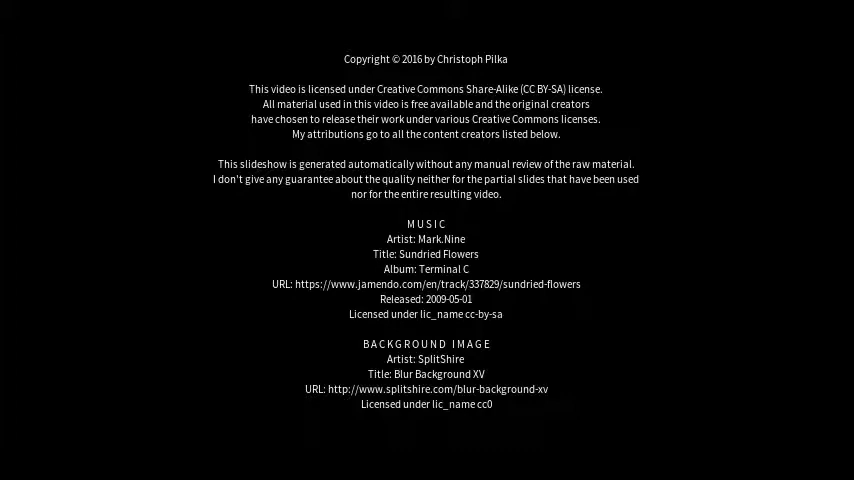 Copyright © 2016 by Christoph Pilka
This video is licensed under Creative Commons Share-Alike (CC BY-SA) license.
All material used in this video is free available and the original creators
have chosen to release their work under various Creative Commons licenses.
My attributions go to all the content creators listed below.
This slideshow is generated automatically without any manual review of the raw material.
I don't give any guarantee about the quality neither for the partial slides that have been used
nor for the entire resulting video.
MUSIC
Artist: Mark.Nine
Title: Sundried Flowers
Album: Terminal C
URL: https://www.jamendo.com/en/track/337829/sundried-flowers
Released: 2009-05-01
Licensed under lic_name cc-by-sa
BACKGROUND IMAGE
Artist: SplitShire
Title: Blur Background XV
URL: http://www.splitshire.com/blur-background-xv
Licensed under lic_name cc0